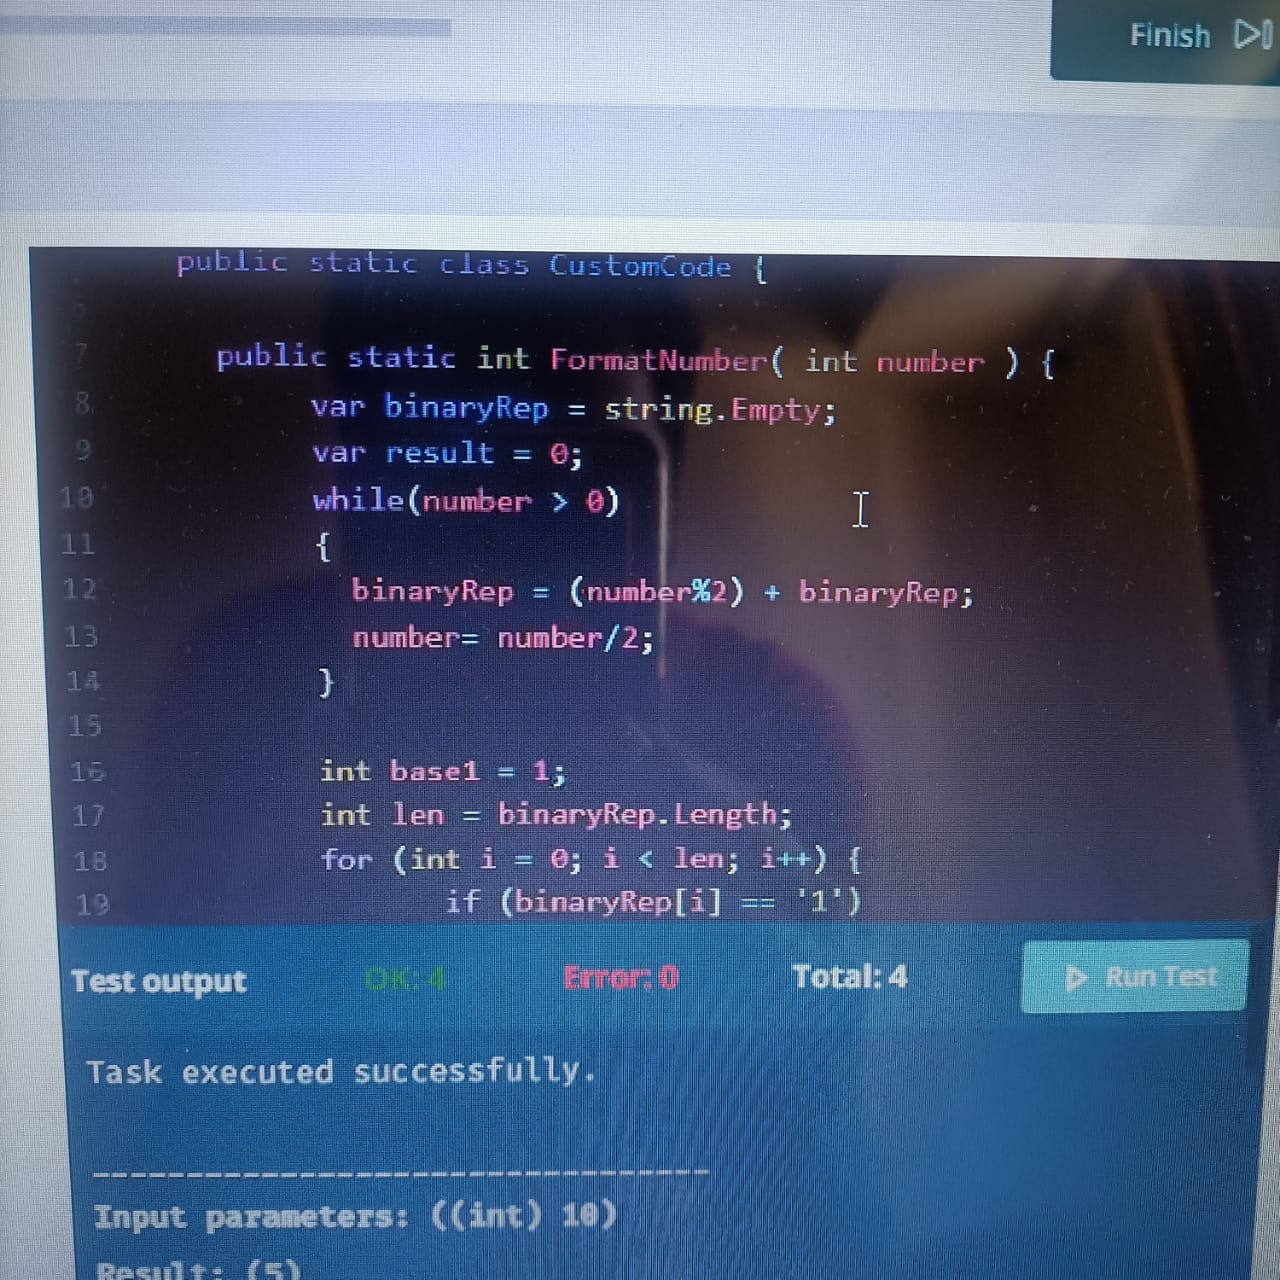 Finish
public static class CustomCode {
6
7 public static int FormatNumber( int number ) {
8 var binaryRep = string.Empty;
9 var result = 0;
10 while(number > 0)
11 {
12 binaryRep = (number%2) + binaryRep;
13 number= number/2;
14 }
15
16 int base1 = 1;
17 int len = binaryRep.Length;
18 for (int i = 0; i < len; i++) {
19 if (binaryRep[i] == '1')
Test output OK: 4 Error: 0 Total: 4 Run Test
Task executed successfully.
---------------------------------
Input parameters: ((int) 10)
Result: (5)